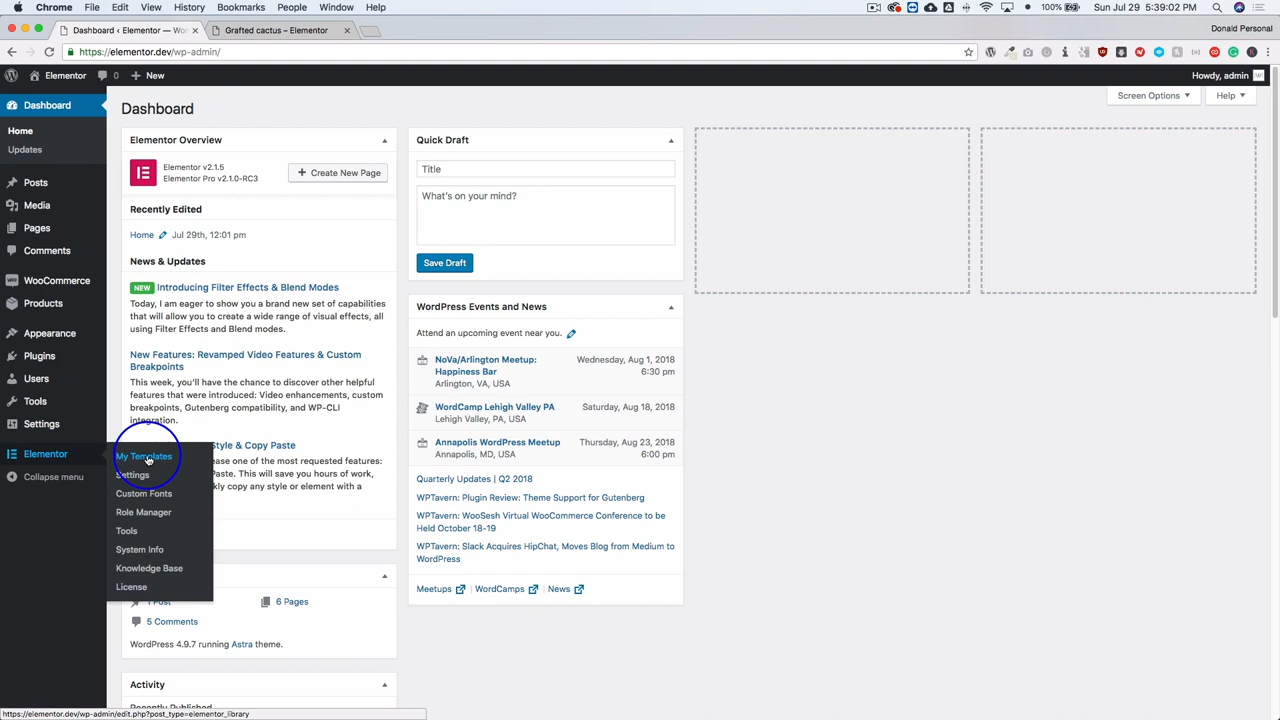 Chrome File Edit View History Bookmarks People Window Help
100% Sun Jul 29 5:39:02 PM
Dashboard ‹ Elementor — Wo
Grafted cactus – Elementor
Donald Personal
https://elementor.dev/wp-admin/
Elementor 0 New
Howdy, admin
Dashboard
Home
Updates
Posts
Media
Pages
Comments
WooCommerce
Products
Appearance
Plugins
Users
Tools
Settings
Elementor
Collapse menu
My Templates
Settings
Custom Fonts
Role Manager
Tools
System Info
Knowledge Base
License
Dashboard
Screen Options
Help
Elementor Overview
Elementor v2.1.5
Elementor Pro v2.1.0-RC3
Create New Page
Recently Edited
Home Jul 29th, 12:01 pm
News & Updates
NEW Introducing Filter Effects & Blend Modes
Today, I am eager to show you a brand new set of capabilities
that will allow you to create a wide range of visual effects, all
using Filter Effects and Blend modes.
New Features: Revamped Video Features & Custom
Breakpoints
This week, you'll have the chance to discover other helpful
features that were introduced: Video enhancements, custom
breakpoints, Gutenberg compatibility, and WP-CLI
integration.
Style & Copy Paste
ase one of the most requested features:
Paste. This will save you hours of work,
kly copy any style or element with a
1 Post
6 Pages
5 Comments
WordPress 4.9.7 running Astra theme.
Activity
Recently Published
Quick Draft
Title
What's on your mind?
Save Draft
WordPress Events and News
Attend an upcoming event near you.
NoVa/Arlington Meetup: Wednesday, Aug 1, 2018
Happiness Bar 6:30 pm
Arlington, VA, USA
WordCamp Lehigh Valley PA Saturday, Aug 18, 2018
Lehigh Valley, PA, USA
Annapolis WordPress Meetup Thursday, Aug 23, 2018
Annapolis, MD, USA 6:00 pm
Quarterly Updates | Q2 2018
WPTavern: Plugin Review: Theme Support for Gutenberg
WPTavern: WooSesh Virtual WooCommerce Conference to be
Held October 18-19
WPTavern: Slack Acquires HipChat, Moves Blog from Medium to
WordPress
Meetups | WordCamps | News
https://elementor.dev/wp-admin/edit.php?post_type=elementor_library